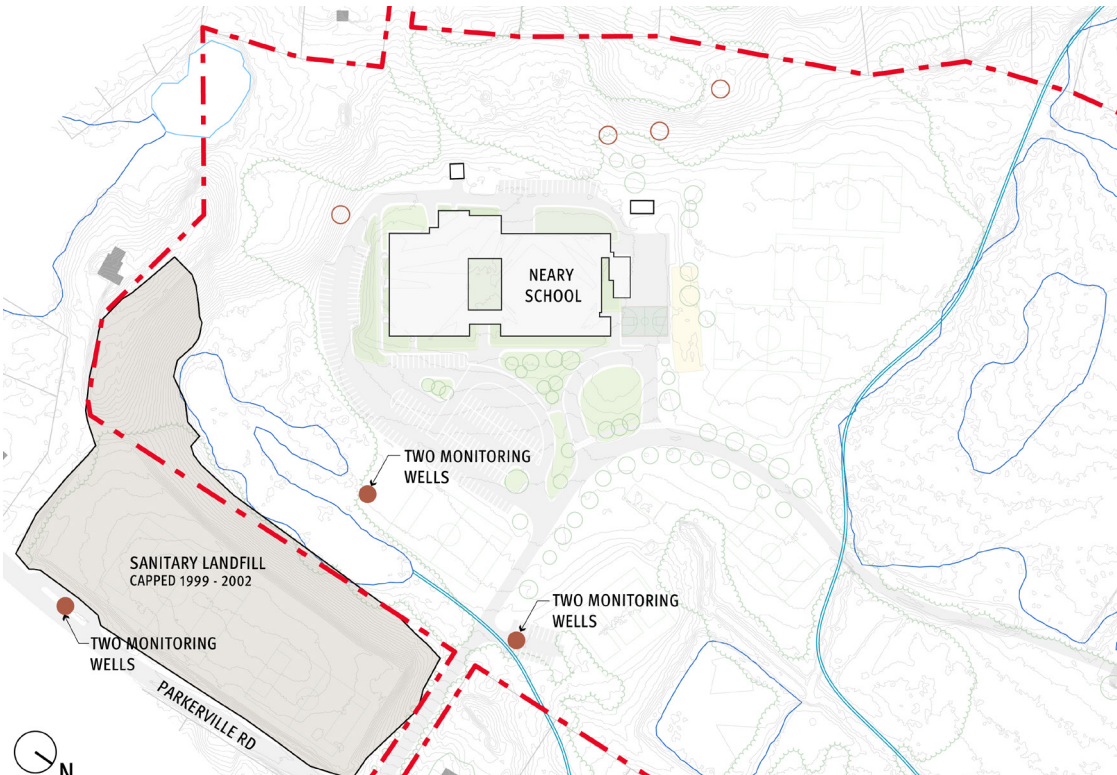 NEARY
SCHOOL
TWO MONITORING
WELLS
SANITARY LANDFILL
CAPPED 1999 - 2002
TWO MONITORING
WELLS
TWO MONITORING
WELLS
PARKERVILLE RD
N